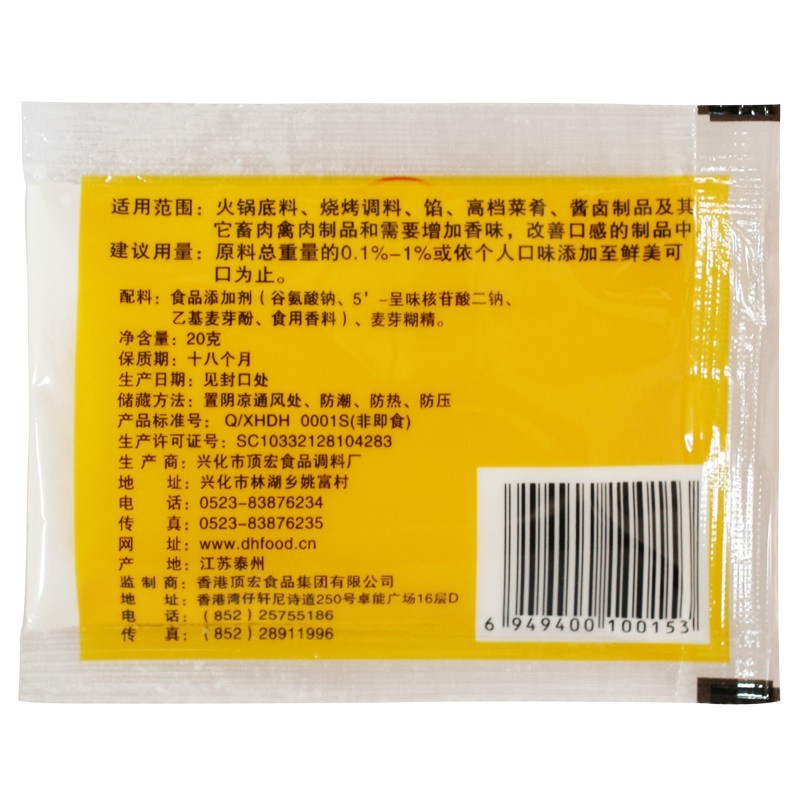 适用范围：火锅底料、烧烤调料、馅、高档菜肴、酱卤制品及其
它畜肉禽肉制品和需要增加香味，改善口感的制品中
建议用量：原料总重量的0.1%-1%或依个人口味添加至鲜美可
口为止。
配料：食品添加剂（谷氨酸钠、5’-呈味核苷酸二钠、
乙基麦芽酚、食用香料）、麦芽糊精。
净含量：20克
保质期：十八个月
生产日期：见封口处
储藏方法：置阴凉通风处、防潮、防热、防压
产品标准号：Q/XHDH 0001S(非即食)
生产许可证号：SC10332128104283
生产商：兴化市顶宏食品调料厂
地址：兴化市林湖乡姚富村
电话：0523-83876234
传真：0523-83876235
网址：www.dhfood.cn
产地：江苏泰州
监制商：香港顶宏食品集团有限公司
地址：香港湾仔轩尼诗道250号卓能广场16层D
电话：(852) 25755186
传真：(852) 28911996
6 949400 100153